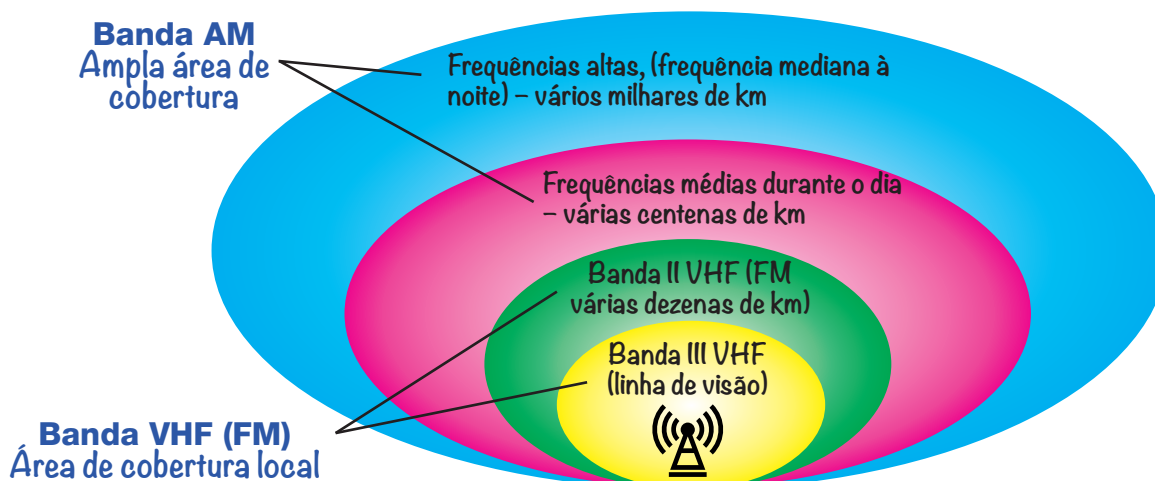 Banda AM
Ampla área de
cobertura
Frequências altas, (frequência mediana à
noite) – vários milhares de km
Frequências médias durante o dia
– várias centenas de km
Banda II VHF (FM
várias dezenas de km)
Banda III VHF
(linha de visão)
Banda VHF (FM)
Área de cobertura local